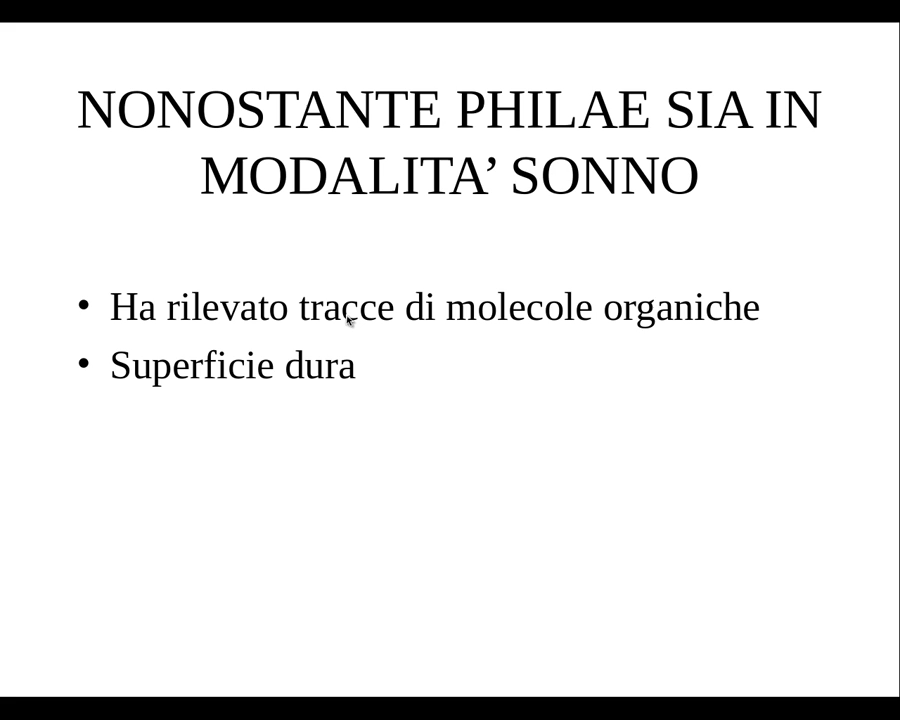 NONOSTANTE PHILAE SIA IN
MODALITA’ SONNO
• Ha rilevato tracce di molecole organiche
• Superficie dura